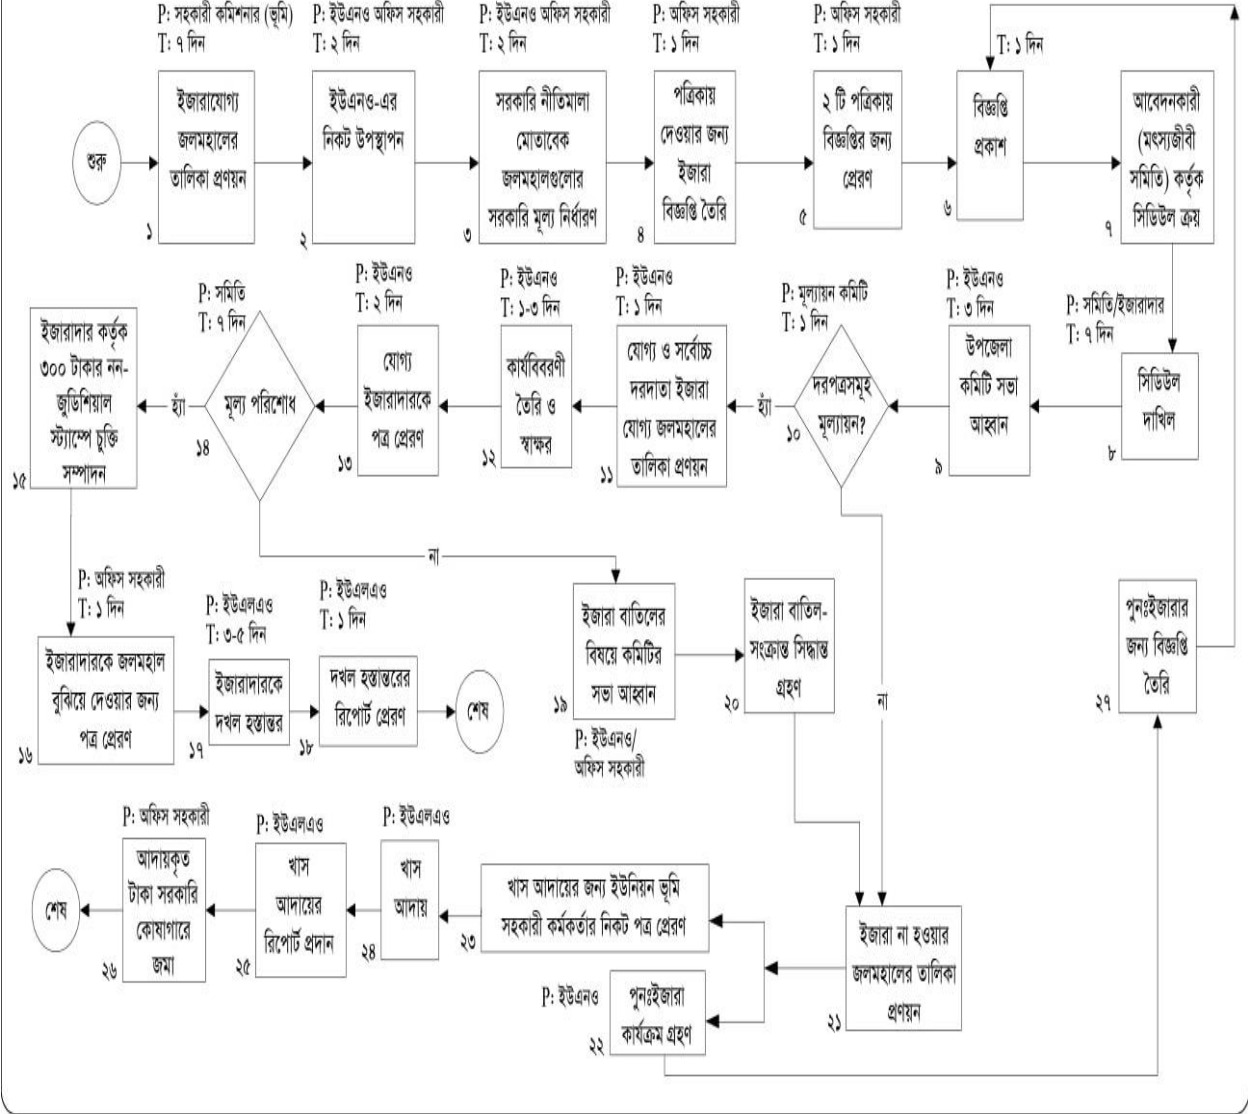 P: সহকারী কমিশনার (ভূমি)
T: ৭ দিন
P: ইউএনও অফিস সহকারী
T: ২ দিন
P: ইউএনও অফিস সহকারী
T: ২ দিন
P: অফিস সহকারী
T: ১ দিন
P: অফিস সহকারী
T: ১ দিন
T: ১ দিন
শুরু
ইজারাযোগ্য
জলমহালের
তালিকা প্রণয়ন
১
ইউএনও-এর
নিকট উপস্থাপন
২
সরকারি নীতিমালা
মোতাবেক
জলমহালগুলোর
সরকারি মূল্য নির্ধারণ
৩
পত্রিকায়
দেওয়ার জন্য
ইজারা
বিজ্ঞপ্তি তৈরি
৪
২ টি পত্রিকায়
বিজ্ঞপ্তির জন্য
প্রেরণ
৫
বিজ্ঞপ্তি
প্রকাশ
৬
আবেদনকারী
(মৎস্যজীবী
সমিতি) কর্তৃক
সিডিউল ক্রয়
৭
P: সমিতি/ইজারাদার
T: ৭ দিন
সিডিউল
দাখিল
৮
P: ইউএনও
T: ৩ দিন
উপজেলা
কমিটি সভা
আহ্বান
৯
P: মূল্যায়ন কমিটি
T: ১ দিন
দরপত্রসমূহ
মূল্যায়ন?
১০
হ্যাঁ
P: ইউএনও
T: ১ দিন
যোগ্য ও সর্বোচ্চ
দরদাতা ইজারা
যোগ্য জলমহালের
তালিকা প্রণয়ন
১১
P: ইউএনও
T: ১-৩ দিন
কার্যবিবরণী
তৈরি ও
স্বাক্ষর
১২
P: ইউএনও
T: ২ দিন
যোগ্য
ইজারাদারকে
পত্র প্রেরণ
১৩
P: সমিতি
T: ৭ দিন
মূল্য পরিশোধ
১৪
হ্যাঁ
ইজারাদার কর্তৃক
৩০০ টাকার নন-
জুডিশিয়াল
স্ট্যাম্পে চুক্তি
সম্পাদন
১৫
না
P: অফিস সহকারী
T: ১ দিন
ইজারাদারকে জলমহাল
বুঝিয়ে দেওয়ার জন্য
পত্র প্রেরণ
১৬
P: ইউএলএও
T: ৩-৫ দিন
ইজারাদারকে
দখল হস্তান্তর
১৭
P: ইউএলএও
T: ১ দিন
দখল হস্তান্তরের
রিপোর্ট প্রেরণ
১৮
শেষ
ইজারা বাতিলের
বিষয়ে কমিটির
সভা আহ্বান
১৯
P: ইউএনও/
অফিস সহকারী
ইজারা বাতিল-
সংক্রান্ত সিদ্ধান্ত
গ্রহণ
২০
না
পুনঃইজারার
জন্য বিজ্ঞপ্তি
তৈরি
২৭
P: অফিস সহকারী
আদায়কৃত
টাকা সরকারি
কোষাগারে
জমা
২৬
শেষ
P: ইউএলএও
খাস
আদায়ের
রিপোর্ট প্রদান
২৫
P: ইউএলএও
খাস
আদায়
২৪
খাস আদায়ের জন্য ইউনিয়ন ভূমি
সহকারী কর্মকর্তার নিকট পত্র প্রেরণ
২৩
P: ইউএনও
পুনঃইজারা
কার্যক্রম গ্রহণ
২২
ইজারা না হওয়ার
জলমহালের তালিকা
প্রণয়ন
২১